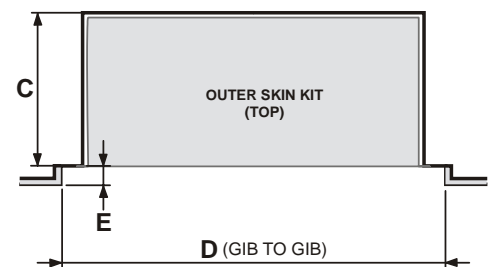 C
OUTER SKIN KIT
(TOP)
E
D (GIB TO GIB)